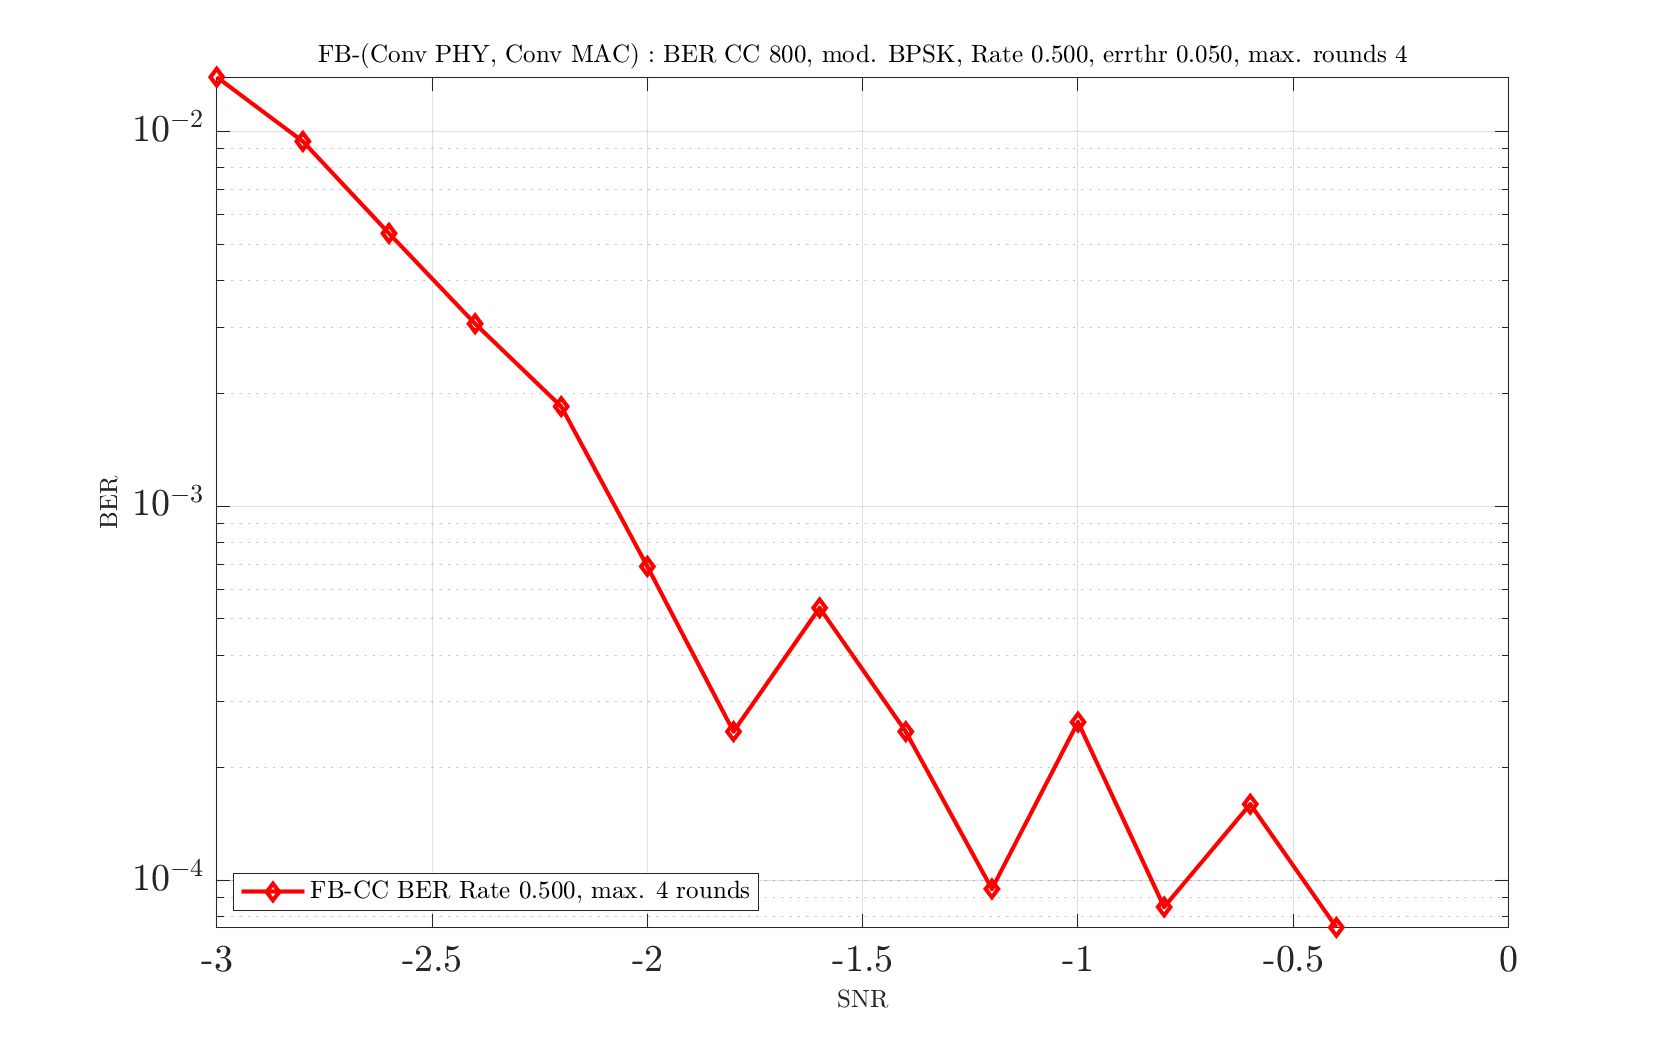 FB-(Conv PHY, Conv MAC) : BER CC 800, mod. BPSK, Rate 0.500, errthr 0.050, max. rounds 4
10^{-2}
10^{-3}
10^{-4}
BER
FB-CC BER Rate 0.500, max. 4 rounds
-3 -2.5 -2 -1.5 -1 -0.5 0
SNR